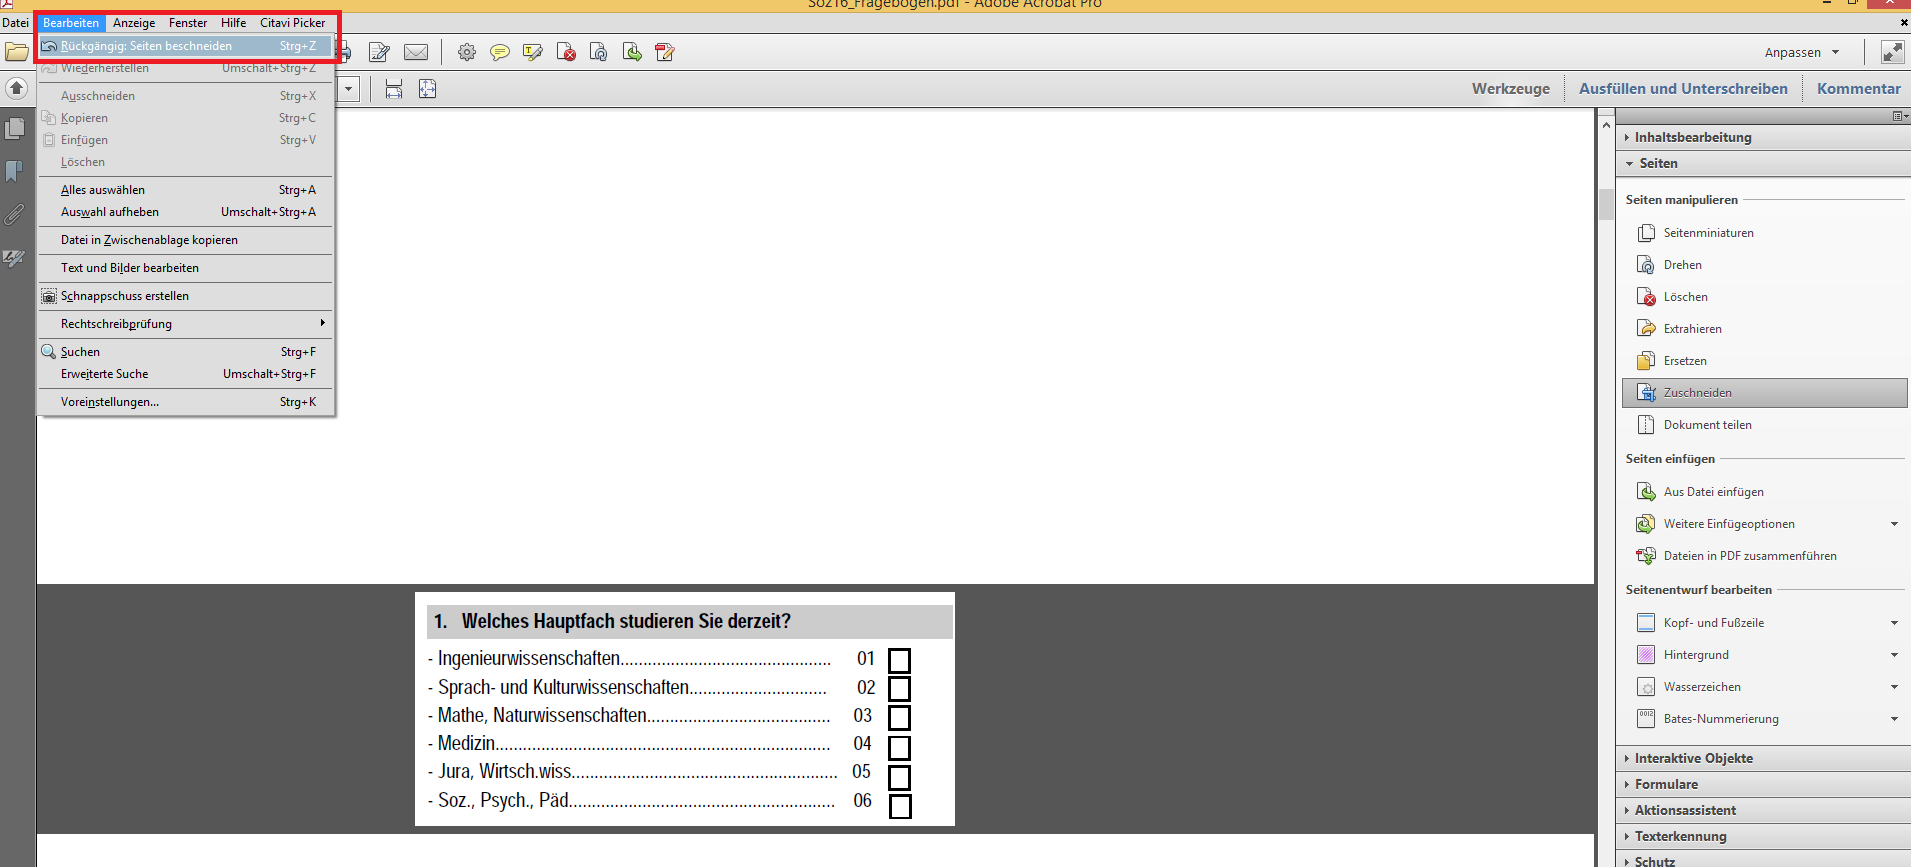 Soz16_Fragebogen.pdf - Adobe Acrobat Pro
Datei Bearbeiten Anzeige Fenster Hilfe Citavi Picker
Rückgängig: Seiten beschneiden Strg+Z
Wiederherstellen Umschalt+Strg+Z
Ausschneiden Strg+X
Kopieren Strg+C
Einfügen Strg+V
Löschen
Alles auswählen Strg+A
Auswahl aufheben Umschalt+Strg+A
Datei in Zwischenablage kopieren
Text und Bilder bearbeiten
Schnappschuss erstellen
Rechtschreibprüfung
Suchen Strg+F
Erweiterte Suche Umschalt+Strg+F
Voreinstellungen... Strg+K
Anpassen
Werkzeuge Ausfüllen und Unterschreiben Kommentar
Inhaltsbearbeitung
Seiten
Seiten manipulieren
Seitenminiaturen
Drehen
Löschen
Extrahieren
Ersetzen
Zuschneiden
Dokument teilen
Seiten einfügen
Aus Datei einfügen
Weitere Einfügeoptionen
Dateien in PDF zusammenführen
Seitenentwurf bearbeiten
Kopf- und Fußzeile
Hintergrund
Wasserzeichen
0012 Bates-Nummerierung
Interaktive Objekte
Formulare
Aktionsassistent
Texterkennung
Schutz
1. Welches Hauptfach studieren Sie derzeit?
- Ingenieurwissenschaften.............................................. 01
- Sprach- und Kulturwissenschaften.............................. 02
- Mathe, Naturwissenschaften........................................ 03
- Medizin......................................................................... 04
- Jura, Wirtsch.wiss.......................................................... 05
- Soz., Psych., Päd.......................................................... 06